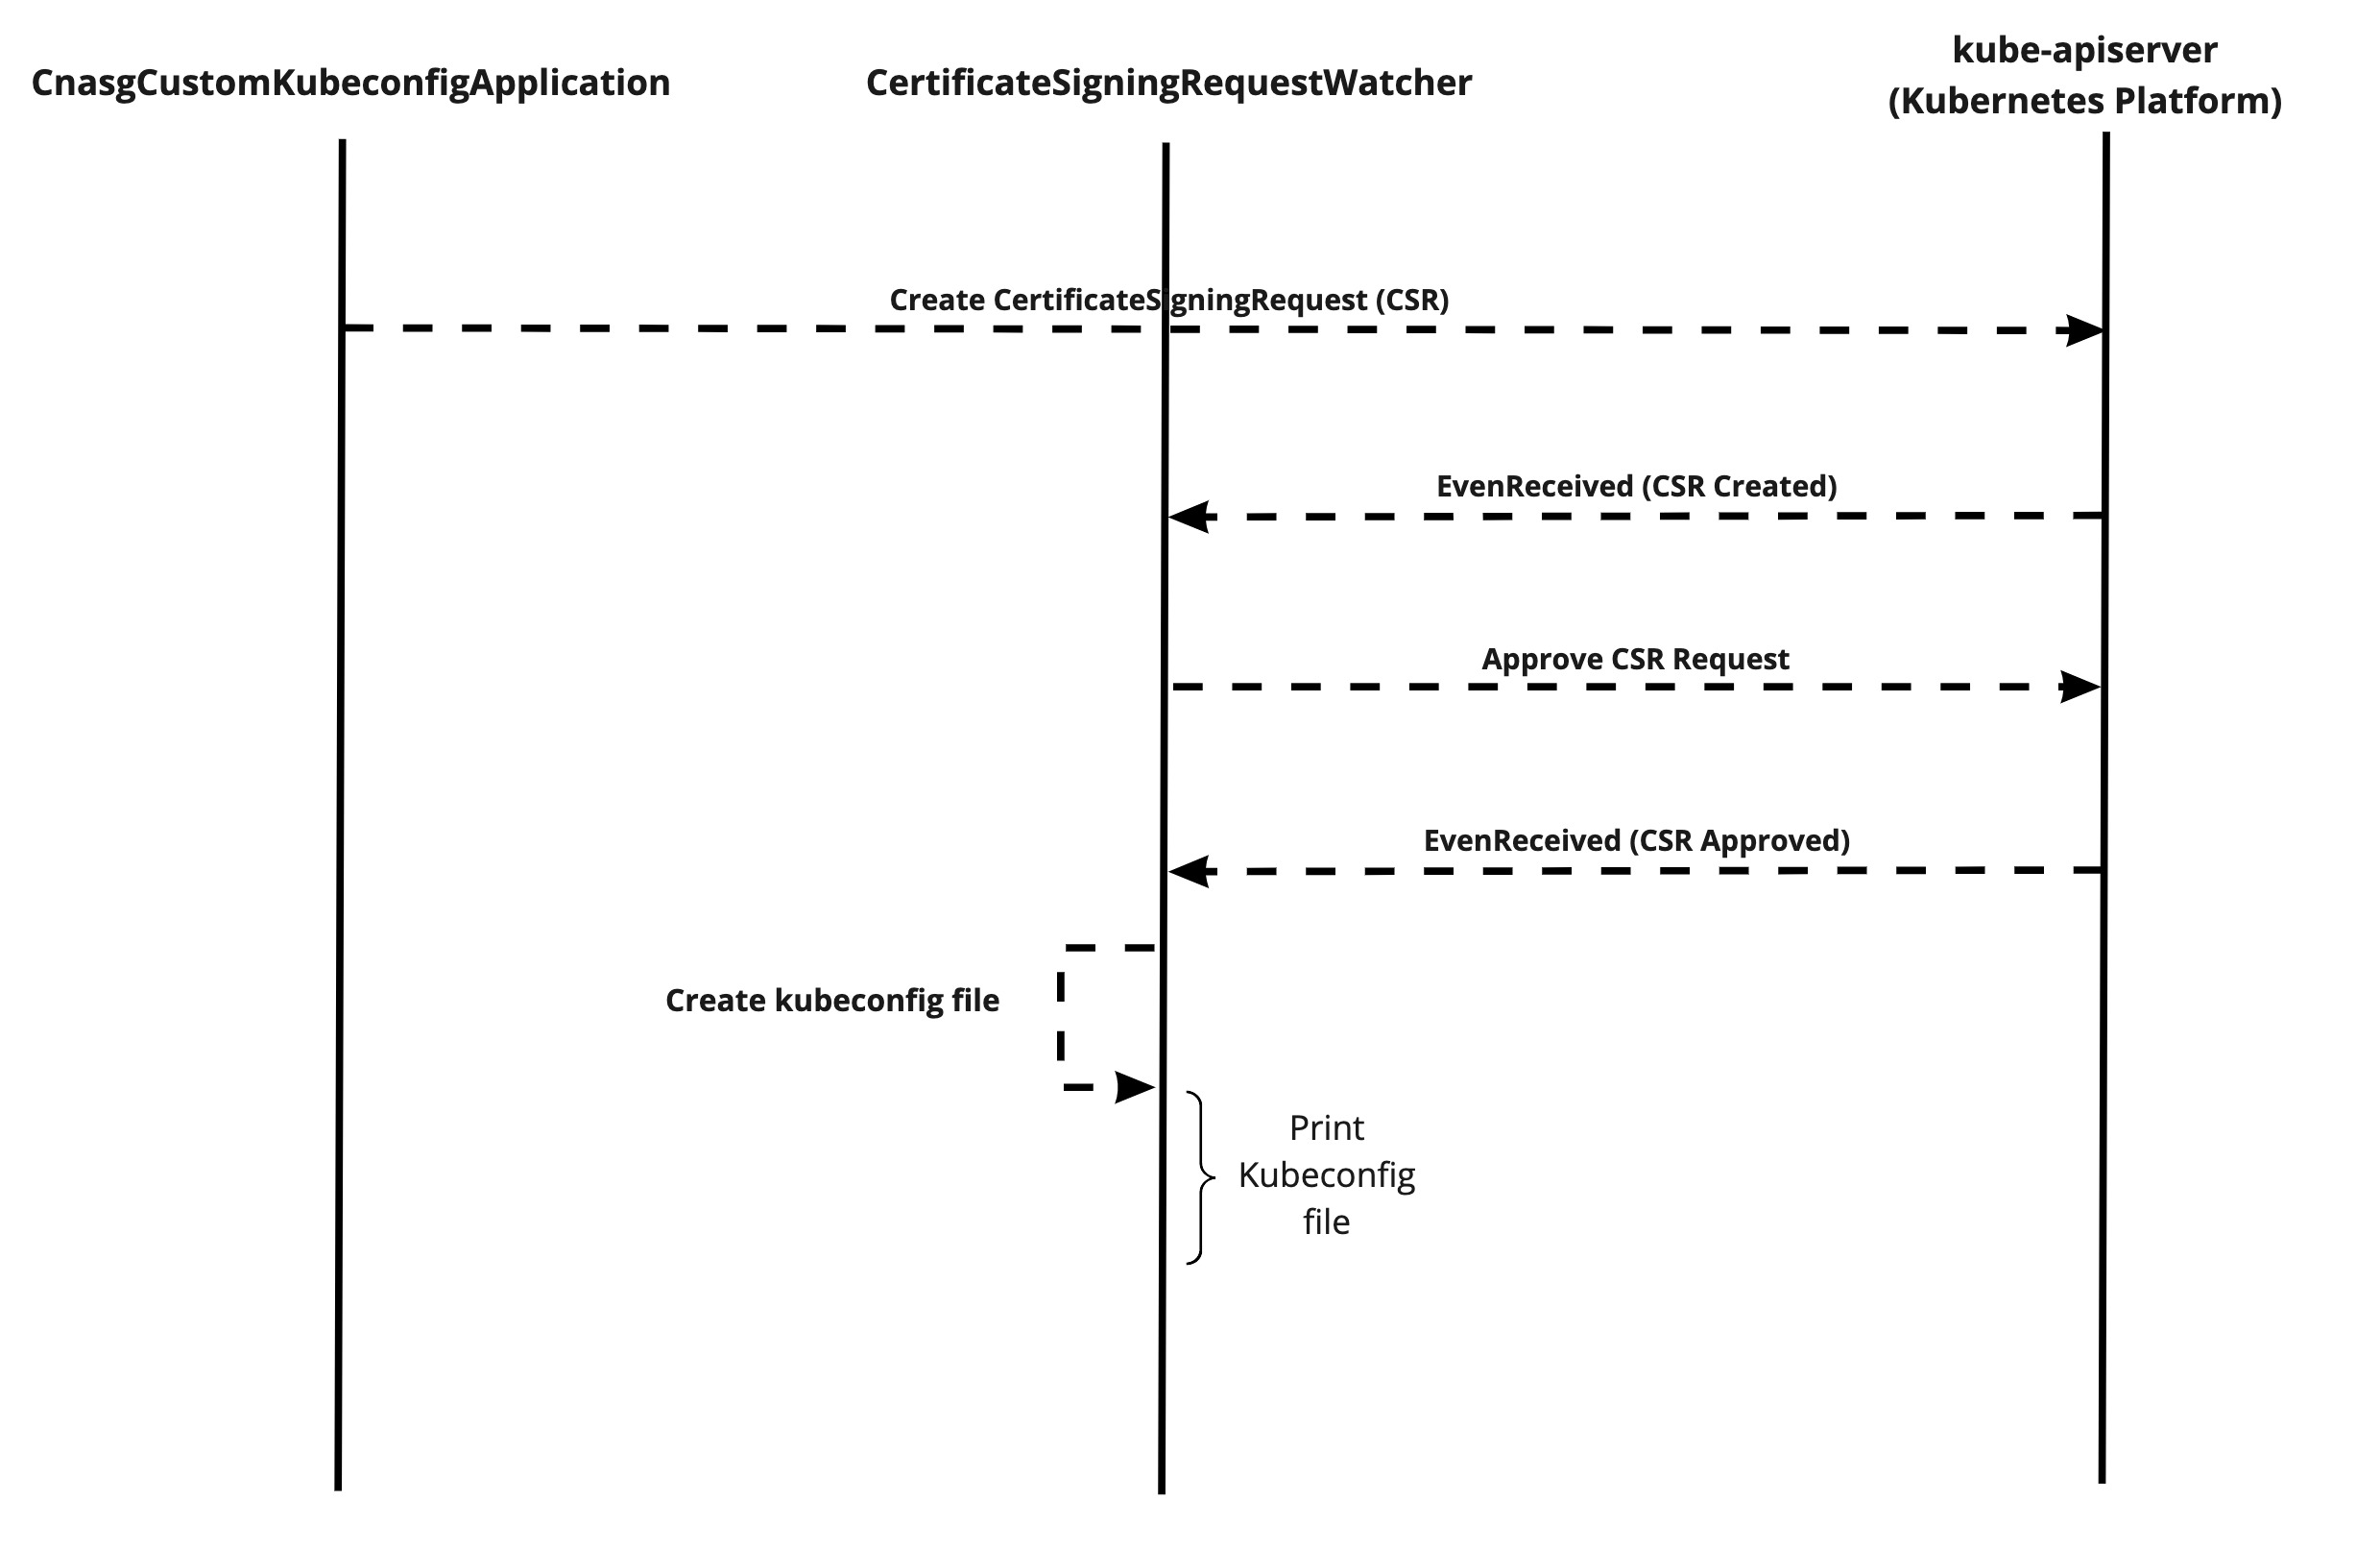 CnasgCustomKubeconfigApplication
CertificateSigningRequestWatcher
kube-apiserver
(Kubernetes Platform)
Create CertificateSigningRequest (CSR)
EvenReceived (CSR Created)
Approve CSR Request
EvenReceived (CSR Approved)
Create kubeconfig file
Print
Kubeconfig
file